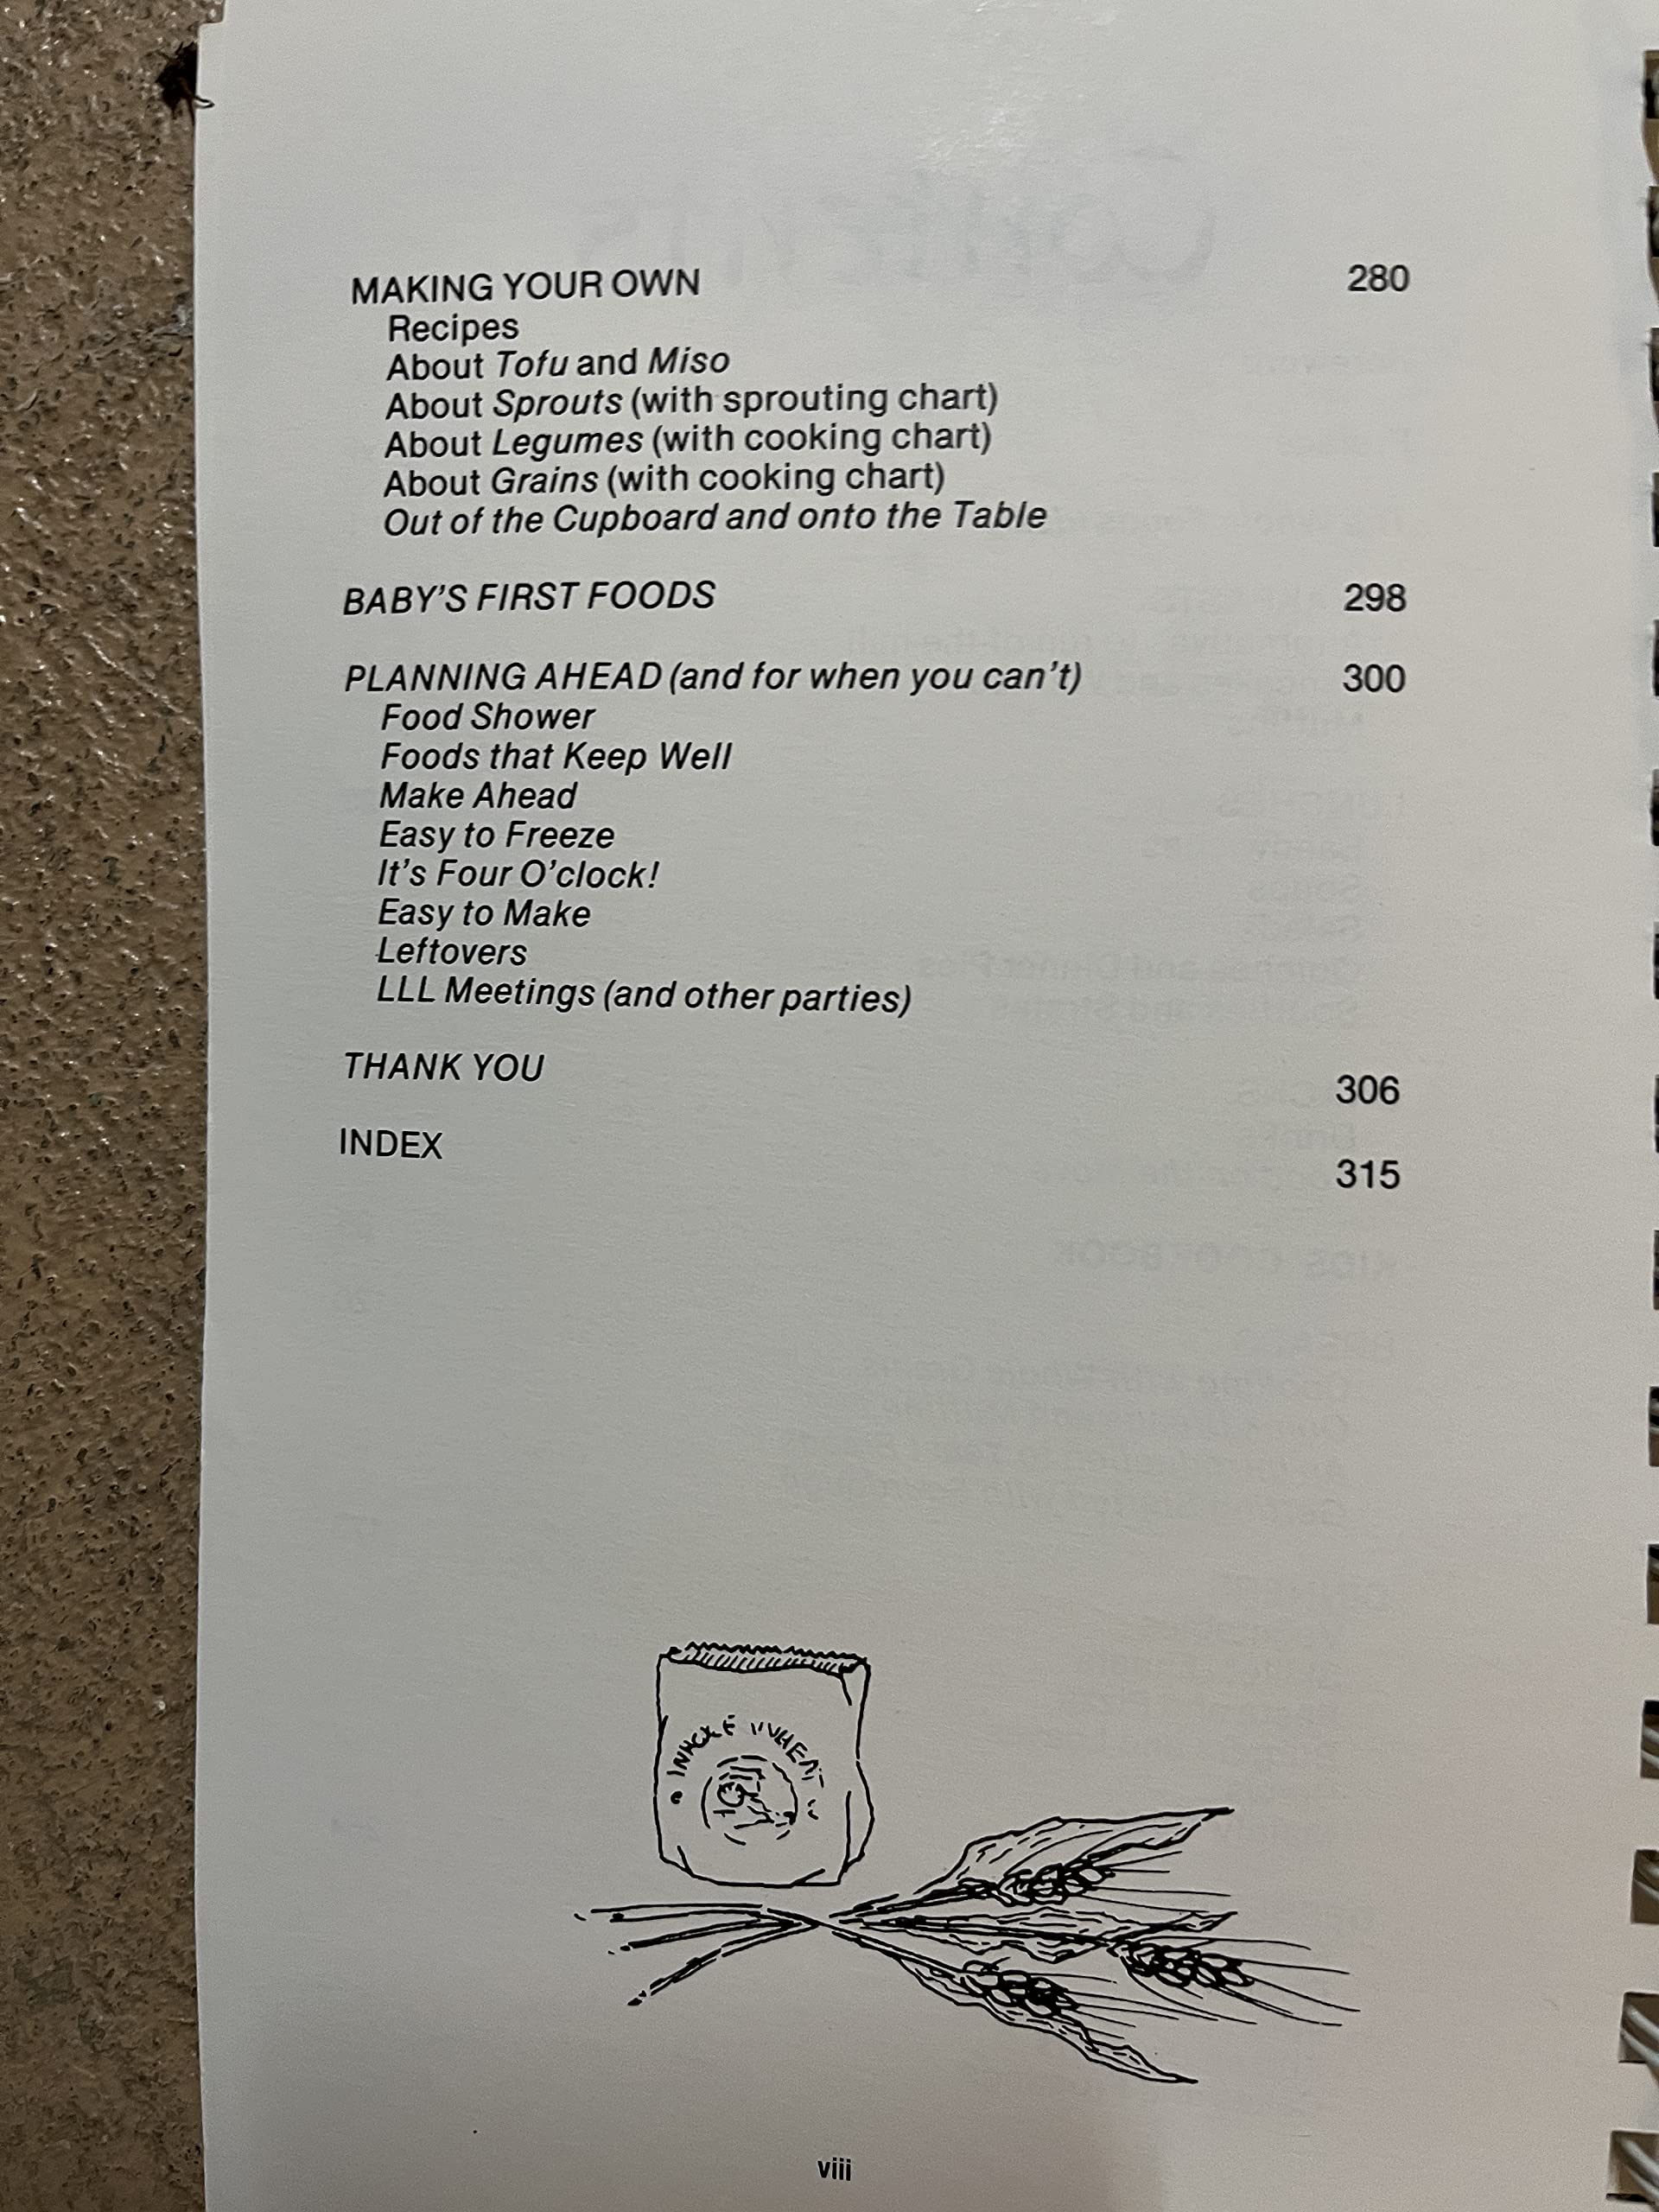 MAKING YOUR OWN 280
Recipes
About Tofu and Miso
About Sprouts (with sprouting chart)
About Legumes (with cooking chart)
About Grains (with cooking chart)
Out of the Cupboard and onto the Table
BABY'S FIRST FOODS 298
PLANNING AHEAD (and for when you can't) 300
Food Shower
Foods that Keep Well
Make Ahead
Easy to Freeze
It's Four O'clock!
Easy to Make
Leftovers
LLL Meetings (and other parties)
THANK YOU 306
INDEX 315
WHOLE WHEAT
viii